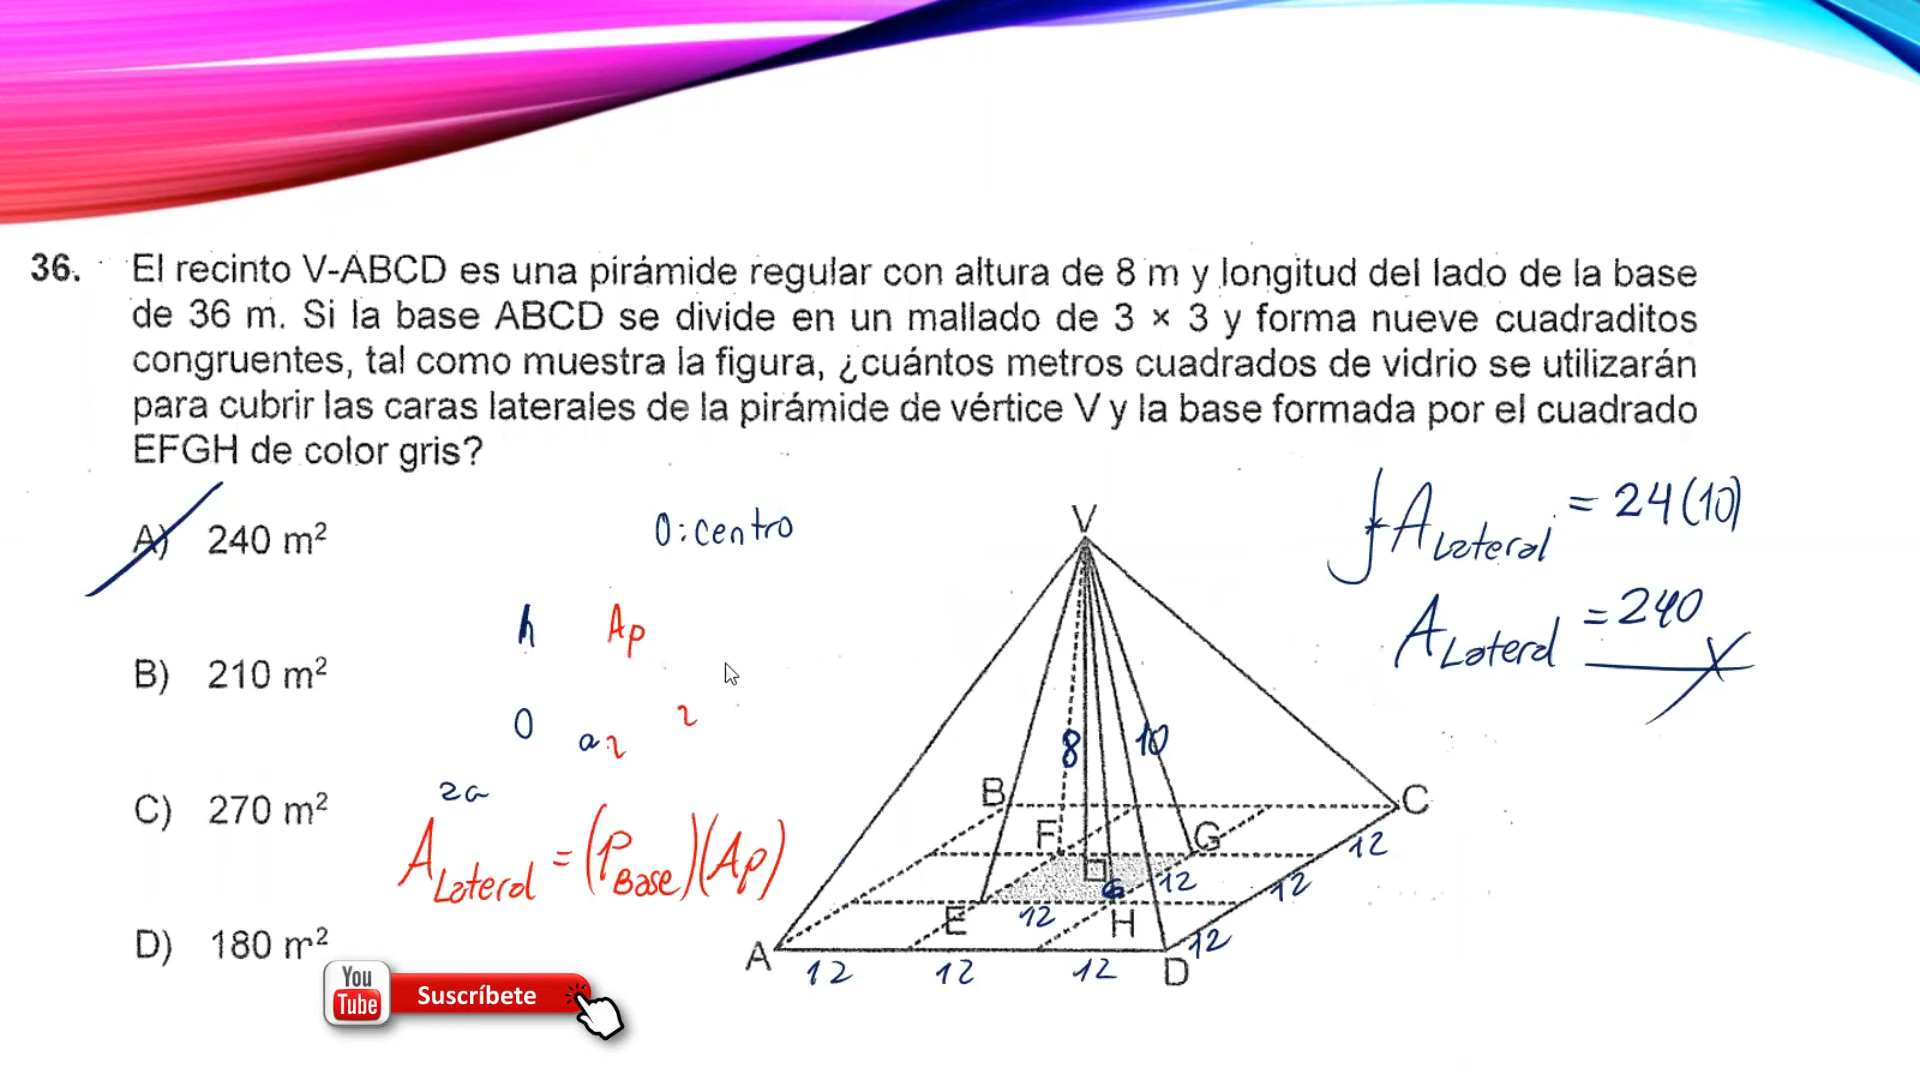 36. El recinto V-ABCD es una pirámide regular con altura de 8 m y longitud del lado de la base
de 36 m. Si la base ABCD se divide en un mallado de 3 × 3 y forma nueve cuadraditos
congruentes, tal como muestra la figura, ¿cuántos metros cuadrados de vidrio se utilizarán
para cubrir las caras laterales de la pirámide de vértice V y la base formada por el cuadrado
EFGH de color gris?
A) 240 m²
B) 210 m²
C) 270 m²
D) 180 m²
O: centro
h Ap
O a 2 2
2a
A Lateral = (P Base)(Ap)
V
8 10
B C
F G
12
6 12 12
E 12 H
12
A D
12 12 12
A Lateral = 24(10)
A Lateral = 240
You
Tube
Suscríbete